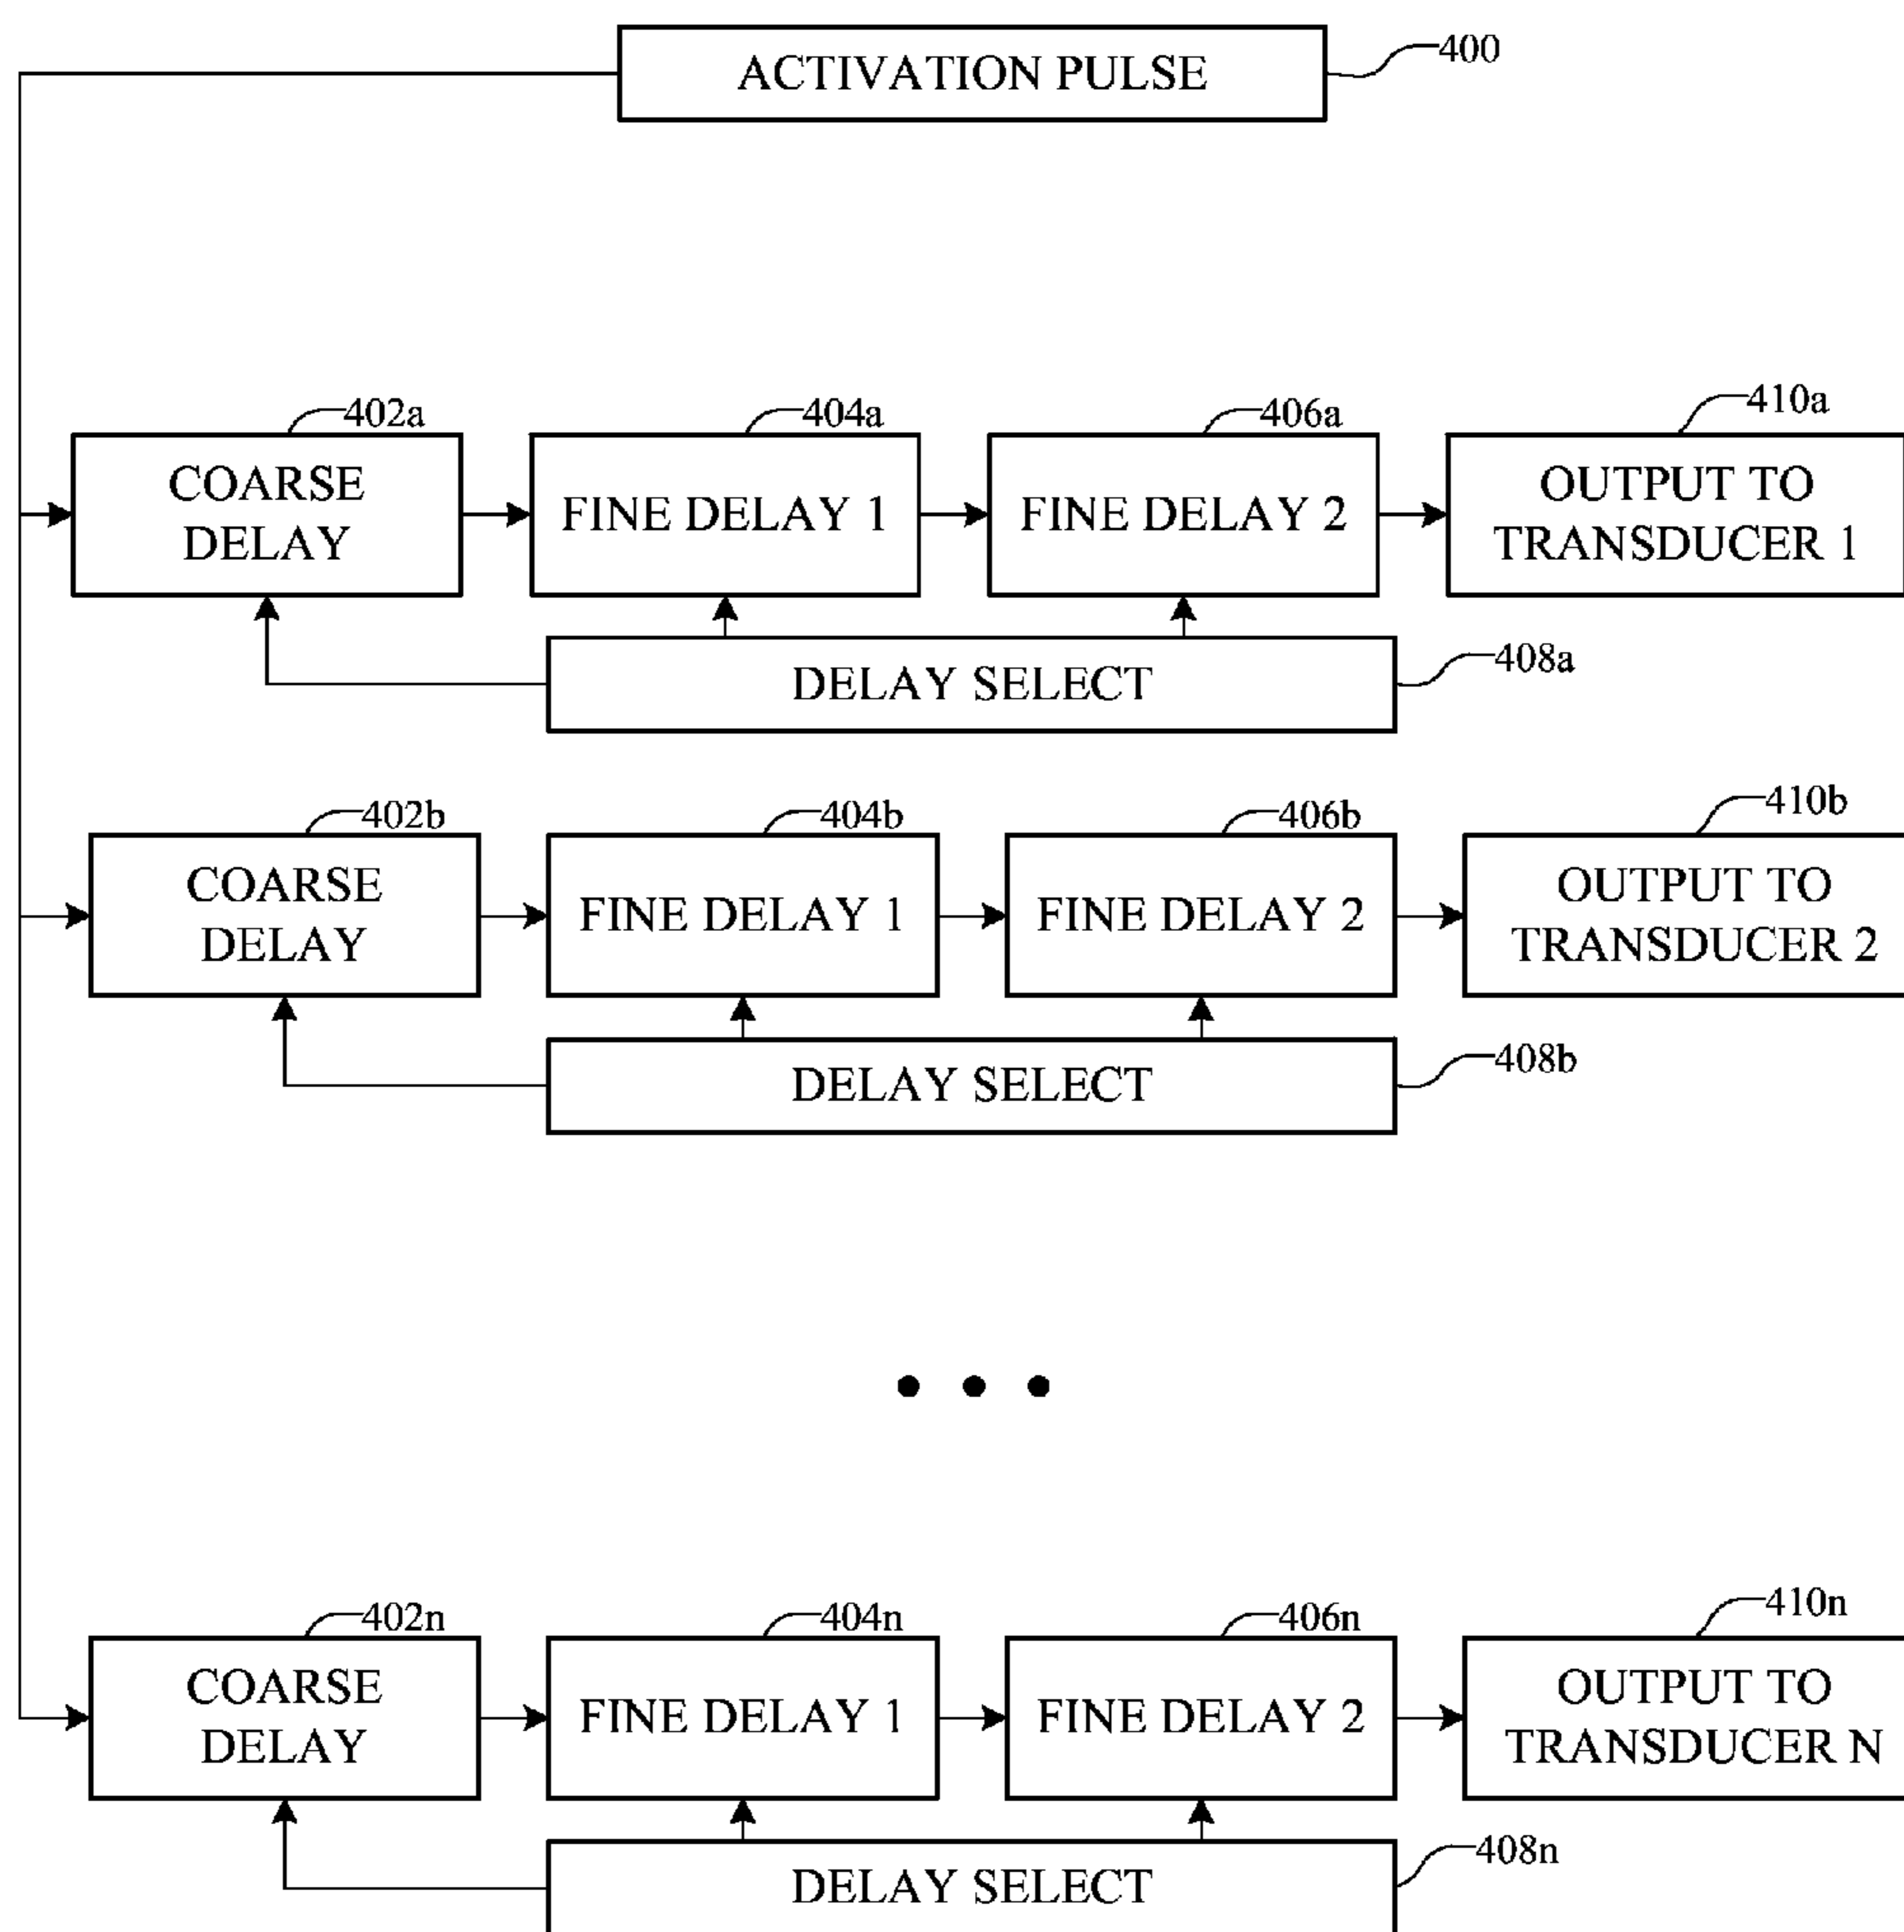 ACTIVATION PULSE
400
402a
404a
406a
410a
COARSE
DELAY
FINE DELAY 1
FINE DELAY 2
OUTPUT TO
TRANSDUCER 1
DELAY SELECT
408a
402b
404b
406b
410b
COARSE
DELAY
FINE DELAY 1
FINE DELAY 2
OUTPUT TO
TRANSDUCER 2
DELAY SELECT
408b
• • •
402n
404n
406n
410n
COARSE
DELAY
FINE DELAY 1
FINE DELAY 2
OUTPUT TO
TRANSDUCER N
DELAY SELECT
408n